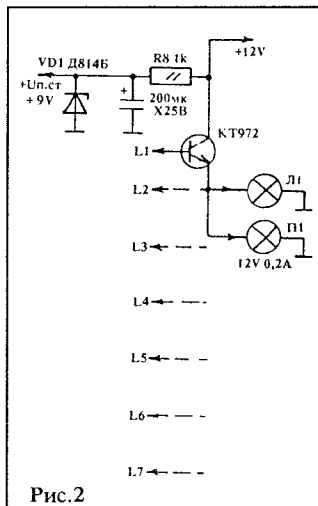 VD1 Д814Б
R8 1k
+12V
+Uп.ст
+9V
+
200мк
X25В
КТ972
L1
L2
Л1
L3
П1
12V 0,2A
L4
L5
L6
L7
Рис.2